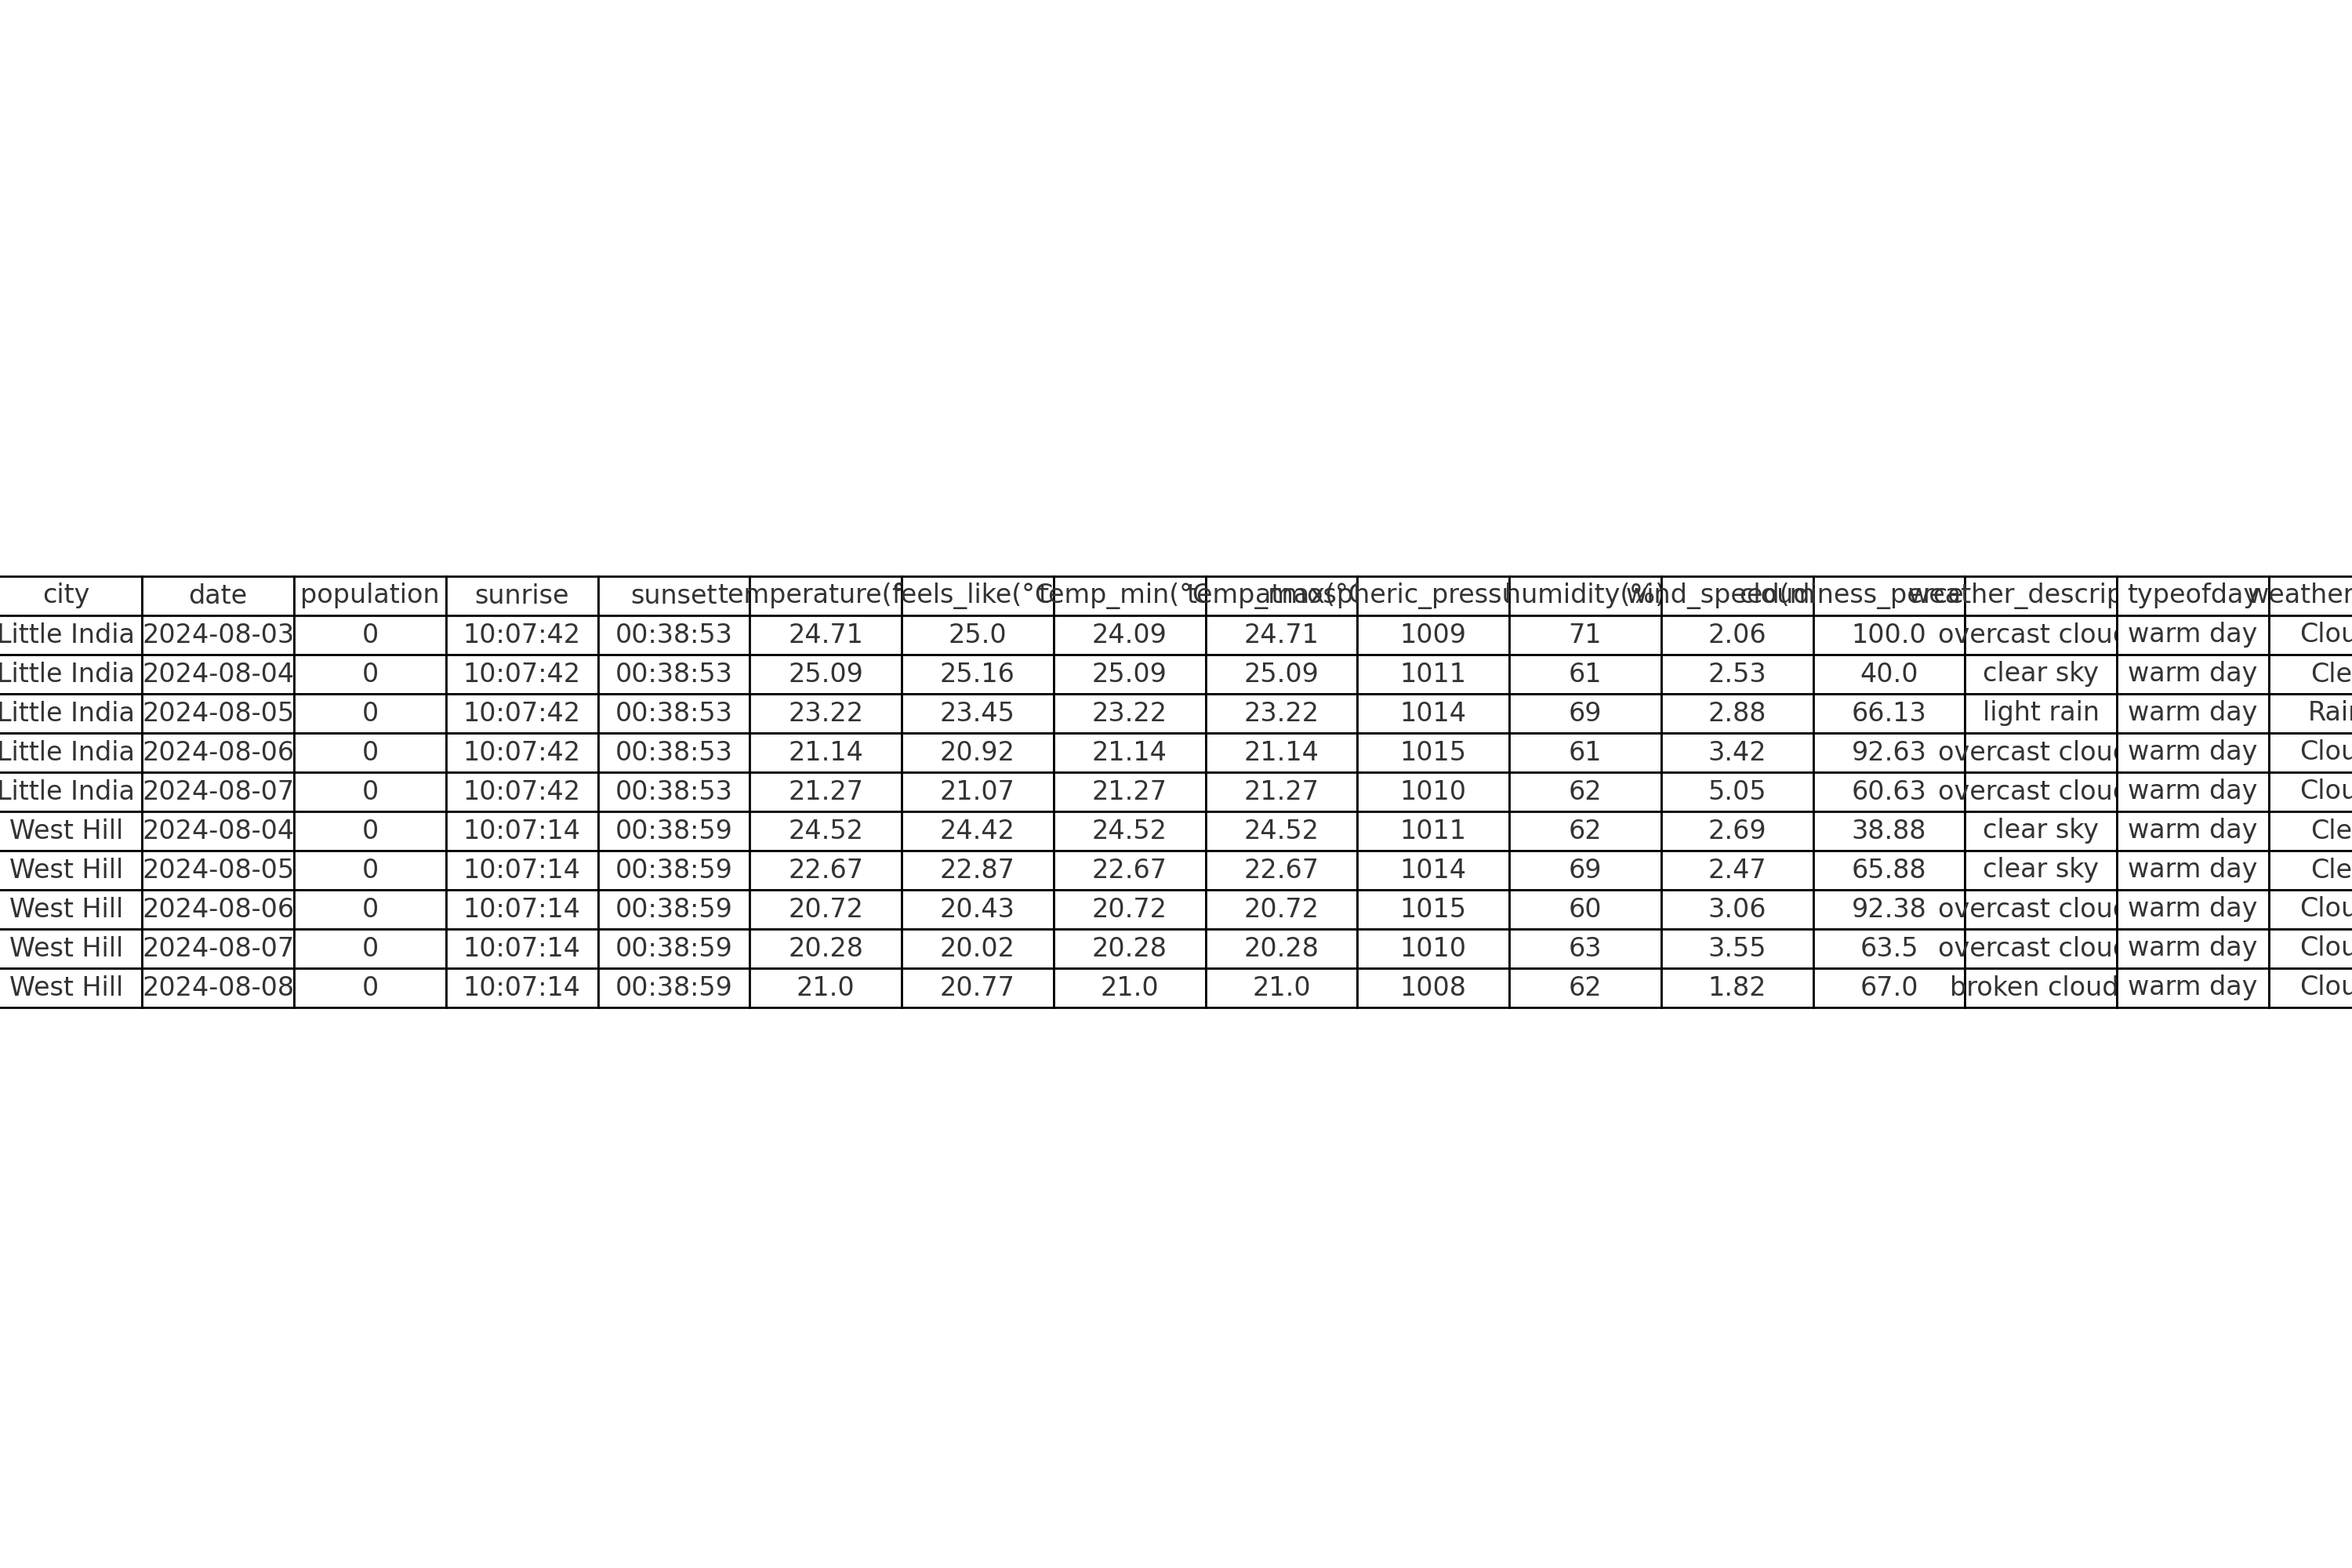 city date population sunrise sunset temperature( feels_like(°C temp_min(°C temp_max(°C atmospheric_pressu humidity(%) wind_speed( cloudiness_perce weather_descrip typeofday weather
Little India 2024-08-03 0 10:07:42 00:38:53 24.71 25.0 24.09 24.71 1009 71 2.06 100.0 overcast cloud warm day Clou
Little India 2024-08-04 0 10:07:42 00:38:53 25.09 25.16 25.09 25.09 1011 61 2.53 40.0 clear sky warm day Cle
Little India 2024-08-05 0 10:07:42 00:38:53 23.22 23.45 23.22 23.22 1014 69 2.88 66.13 light rain warm day Rain
Little India 2024-08-06 0 10:07:42 00:38:53 21.14 20.92 21.14 21.14 1015 61 3.42 92.63 overcast cloud warm day Clou
Little India 2024-08-07 0 10:07:42 00:38:53 21.27 21.07 21.27 21.27 1010 62 5.05 60.63 overcast cloud warm day Clou
West Hill 2024-08-04 0 10:07:14 00:38:59 24.52 24.42 24.52 24.52 1011 62 2.69 38.88 clear sky warm day Cle
West Hill 2024-08-05 0 10:07:14 00:38:59 22.67 22.87 22.67 22.67 1014 69 2.47 65.88 clear sky warm day Cle
West Hill 2024-08-06 0 10:07:14 00:38:59 20.72 20.43 20.72 20.72 1015 60 3.06 92.38 overcast cloud warm day Clou
West Hill 2024-08-07 0 10:07:14 00:38:59 20.28 20.02 20.28 20.28 1010 63 3.55 63.5 overcast cloud warm day Clou
West Hill 2024-08-08 0 10:07:14 00:38:59 21.0 20.77 21.0 21.0 1008 62 1.82 67.0 broken cloud warm day Clou